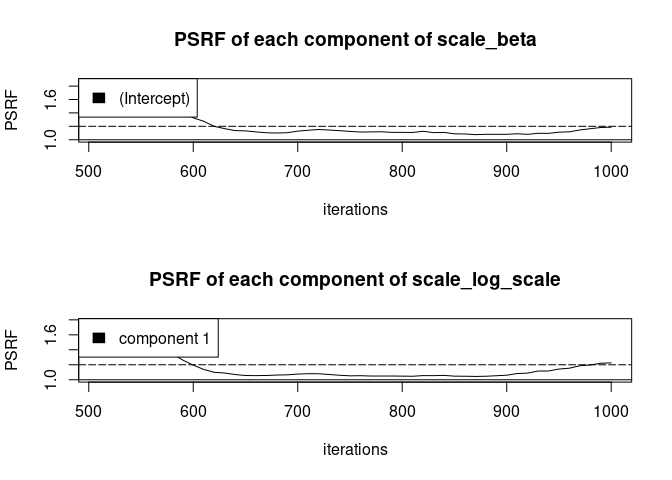 PSRF of each component of scale_beta
PSRF
1.0 1.6
(Intercept)
500 600 700 800 900 1000
iterations
PSRF of each component of scale_log_scale
PSRF
1.0 1.6
component 1
500 600 700 800 900 1000
iterations